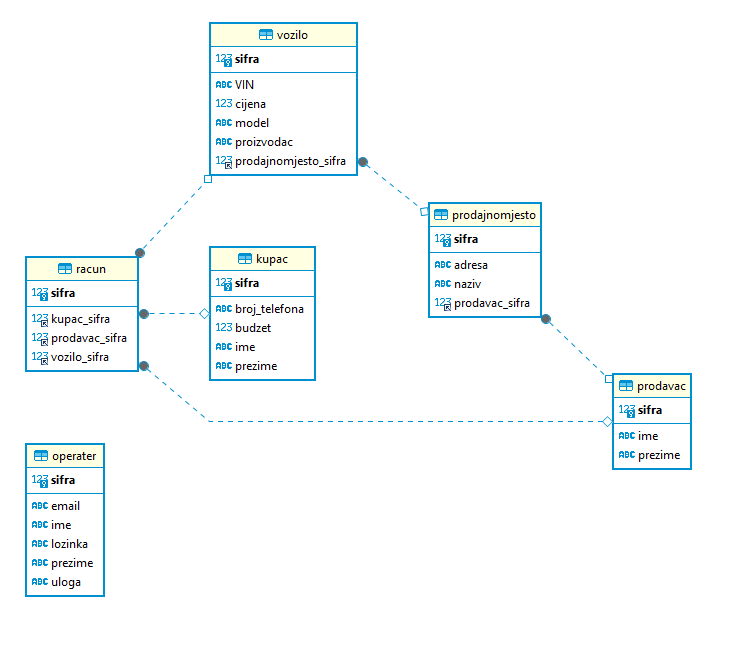 vozilo
123 sifra
ABC VIN
123 cijena
ABC model
ABC proizvodac
123 prodajnomjesto_sifra
prodajnomjesto
123 sifra
ABC adresa
ABC naziv
123 prodavac_sifra
racun
123 sifra
123 kupac_sifra
123 prodavac_sifra
123 vozilo_sifra
kupac
123 sifra
ABC broj_telefona
123 budzet
ABC ime
ABC prezime
prodavac
123 sifra
ABC ime
ABC prezime
operater
123 sifra
ABC email
ABC ime
ABC lozinka
ABC prezime
ABC uloga